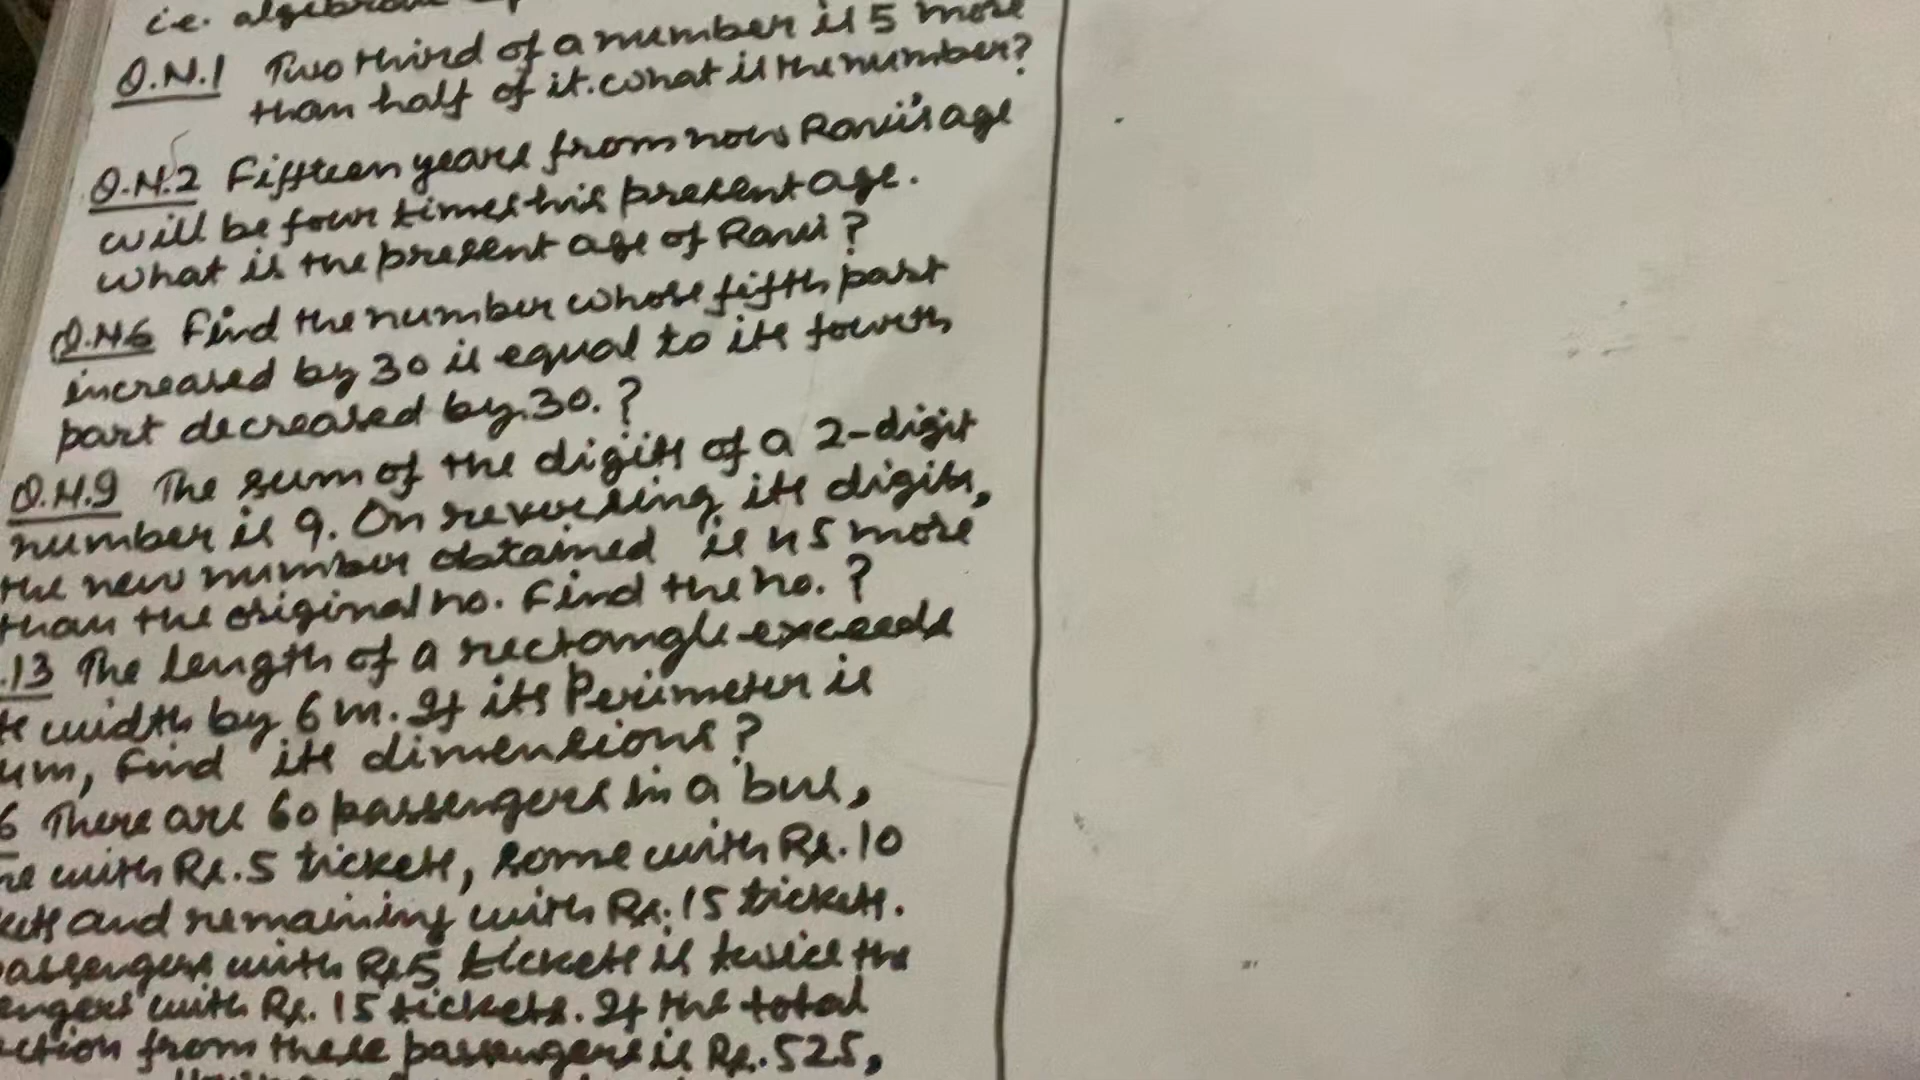 i.e. algebraic
Q.N.1 Two third of a number is 5 more
than half of it. What is the number?
Q.N.2 Fifteen years from now Ravi's age
will be four times his present age.
What is the present age of Ravi?
Q.N6 Find the number whose fifth part
increased by 30 is equal to its fourth
part decreased by 30.?
Q.N.9 The sum of the digits of a 2-digit
number is 9. On reversing its digits,
the new number obtained is 45 more
than the original no. Find the no.?
.13 The length of a rectangle exceeds
width by 6 m. If its Perimeter is
4m, Find its dimensions?
6 There are 60 passengers in a bus,
with Rs.5 tickets, some with Rs.10
and remaining with Rs.15 tickets.
passengers with Rs5 tickets is twice the
with Rs. 15 tickets. If the total
from these passengers is Rs.525,